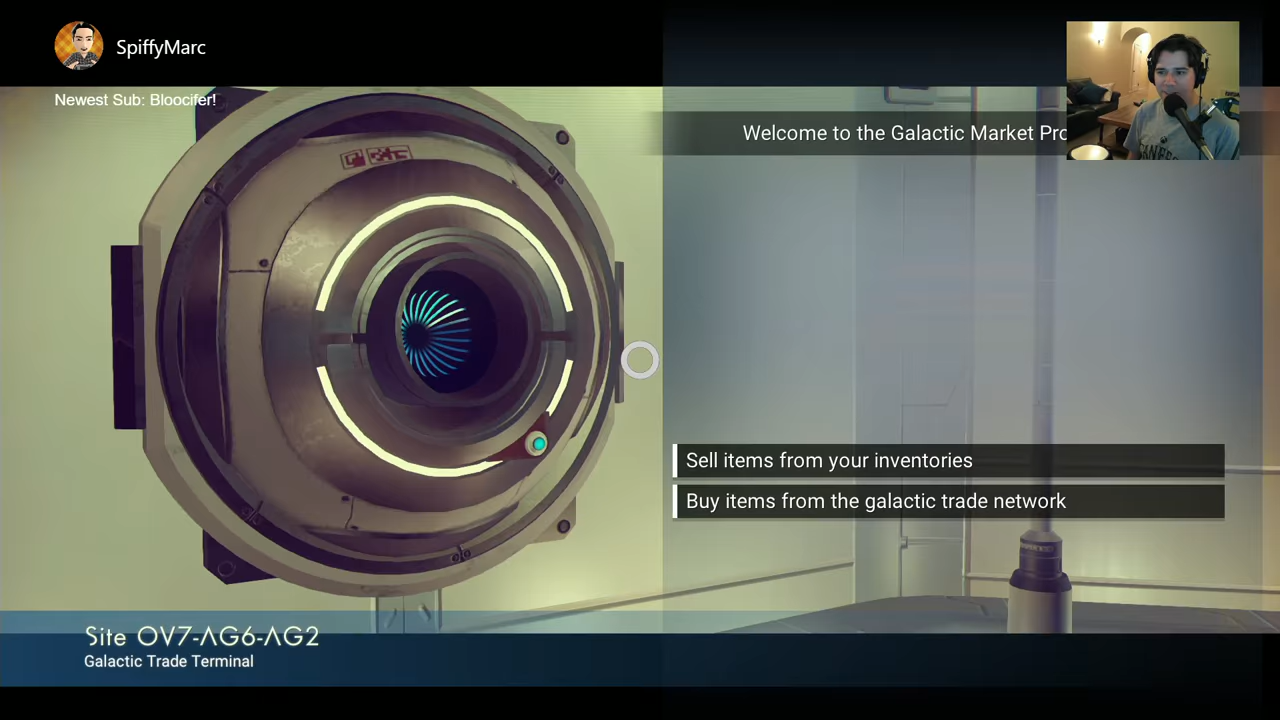 SpiffyMarc
Newest Sub: Bloocifer!
Welcome to the Galactic Market Pro
Sell items from your inventories
Buy items from the galactic trade network
Site OV7-AG6-AG2
Galactic Trade Terminal